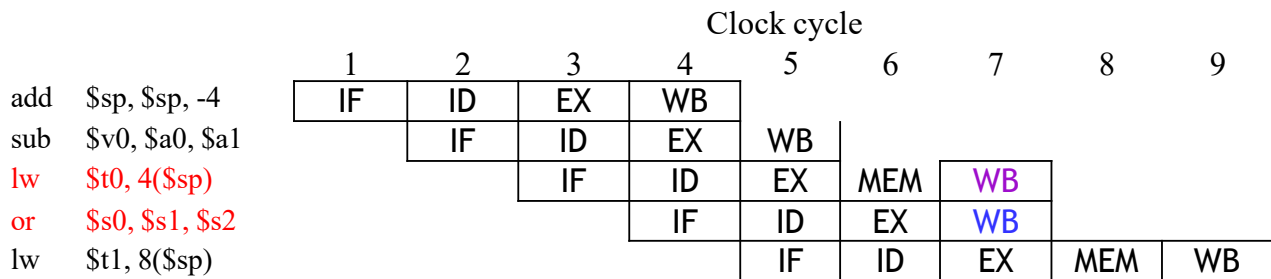 Clock cycle
1 2 3 4 5 6 7 8 9
add $sp, $sp, -4 IF ID EX WB
sub $v0, $a0, $a1 IF ID EX WB
lw $t0, 4($sp) IF ID EX MEM WB
or $s0, $s1, $s2 IF ID EX WB
lw $t1, 8($sp) IF ID EX MEM WB